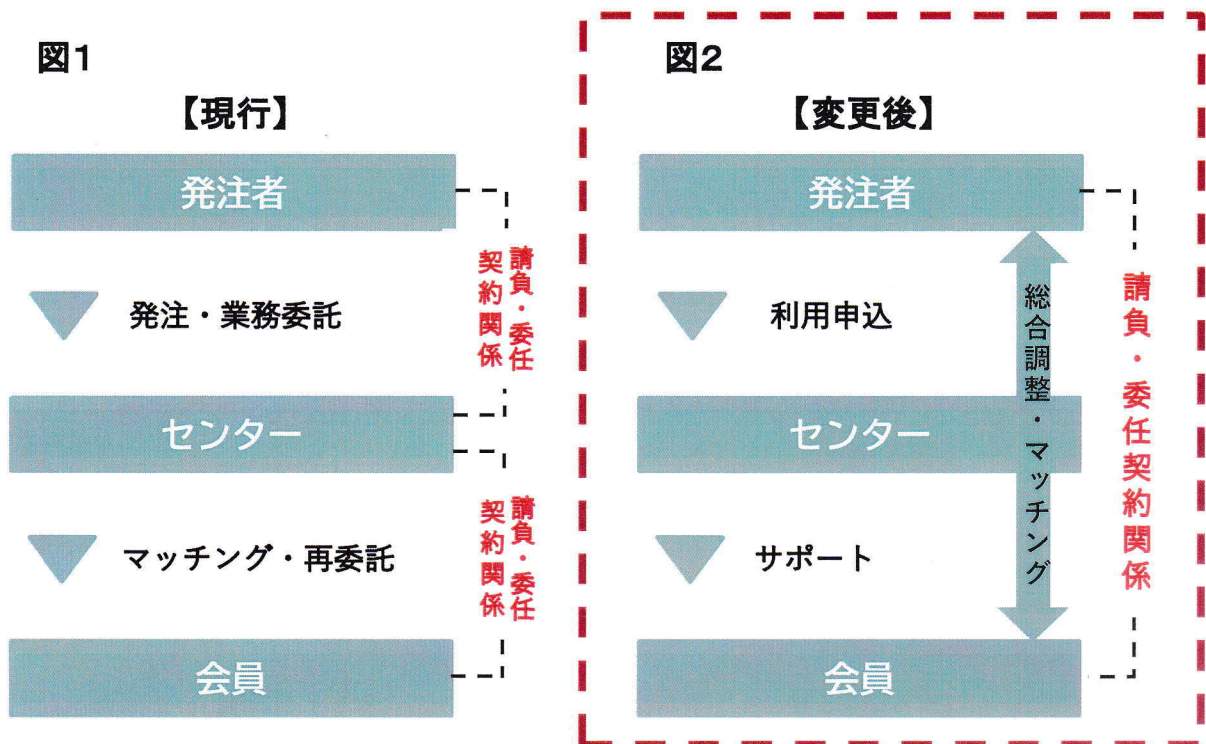 図1
【現行】
発注者
発注・業務委託
請負・委任
契約関係
センター
マッチング・再委託
請負・委任
契約関係
会員
図2
【変更後】
発注者
利用申込
総合調整・マッチング
請負・委任契約関係
センター
サポート
会員